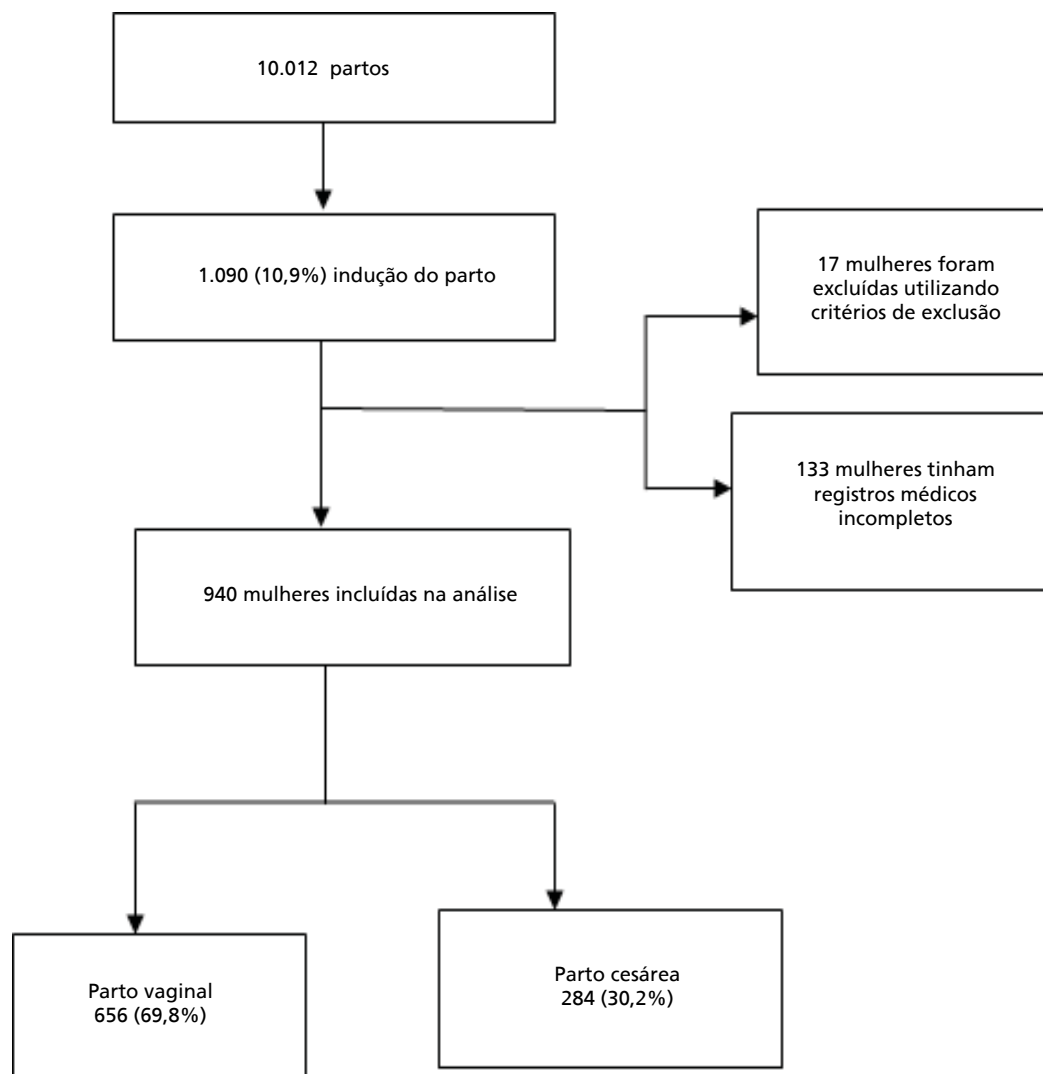 10.012 partos
1.090 (10,9%) indução do parto
17 mulheres foram
excluídas utilizando
critérios de exclusão
133 mulheres tinham
registros médicos
incompletos
940 mulheres incluídas na análise
Parto vaginal
656 (69,8%)
Parto cesárea
284 (30,2%)